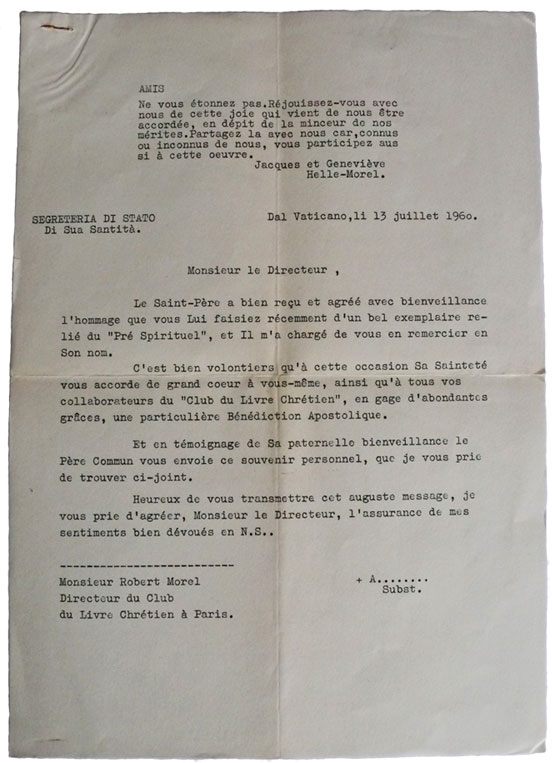 AMIS
Ne vous étonnez pas.Réjouissez-vous avec
nous de cette joie qui vient de nous être
accordée, en dépit de la minceur de nos
mérites.Partagez la avec nous car,connus
ou inconnus de nous, vous participez aus
si à cette oeuvre.
Jacques et Geneviève
Helle-Morel.
SEGRETERIA DI STATO
Di Sua Santità.
Dal Vaticano,li 13 juillet 1960.
Monsieur le Directeur ,
Le Saint-Père a bien reçu et agréé avec bienveillance
l'hommage que vous Lui faisiez récemment d'un bel exemplaire re-
lié du "Pré Spirituel", et Il m'a chargé de vous en remercier en
Son nom.
C'est bien volontiers qu'à cette occasion Sa Sainteté
vous accorde de grand coeur à vous-même, ainsi qu'à tous vos
collaborateurs du "Club du Livre Chrétien", en gage d'abondantes
grâces, une particulière Bénédiction Apostolique.
Et en témoignage de Sa paternelle bienveillance le
Père Commun vous envoie ce souvenir personnel, que je vous prie
de trouver ci-joint.
Heureux de vous transmettre cet auguste message, je
vous prie d'agréer, Monsieur le Directeur, l'assurance de mes
sentiments bien dévoués en N.S..
--------------------------
Monsieur Robert Morel
Directeur du Club
du Livre Chrétien à Paris.
+ A........
Subst.